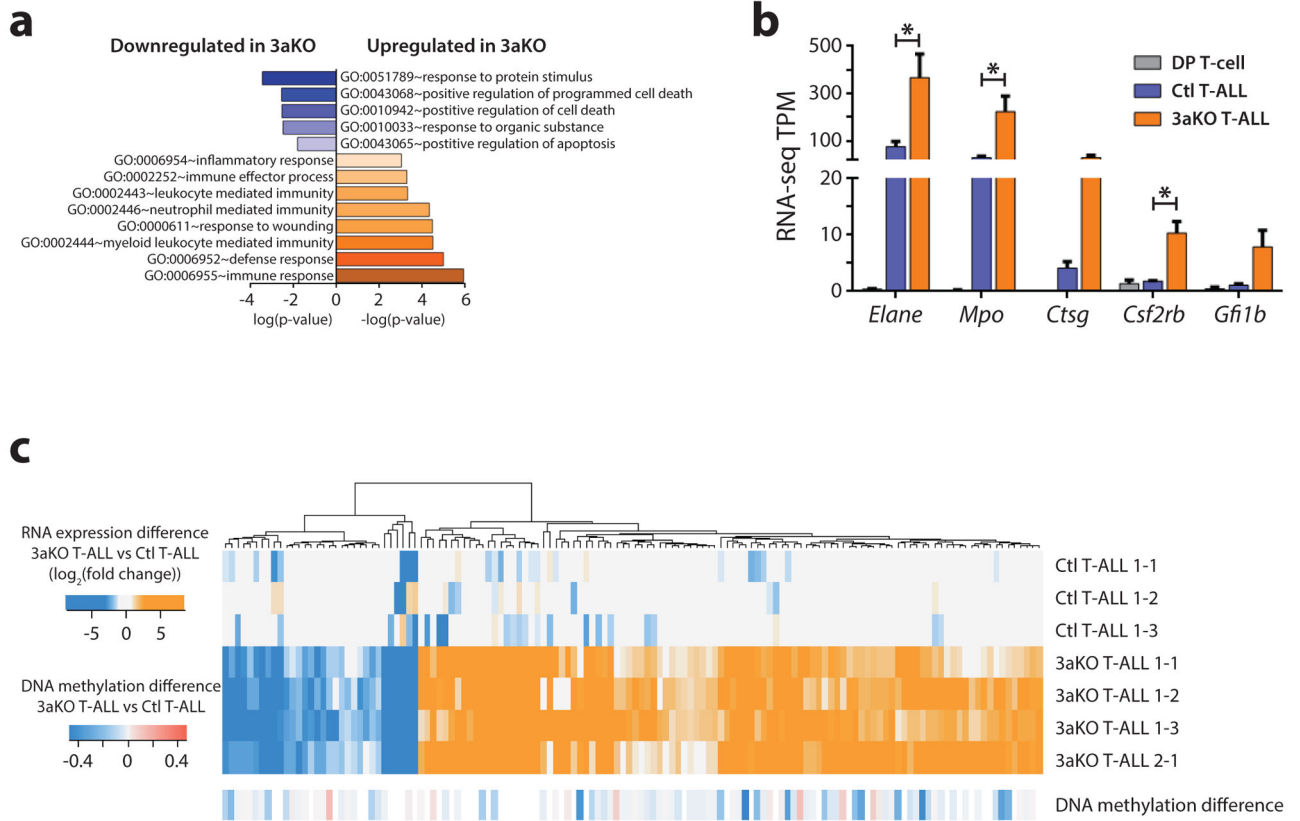 a
Downregulated in 3aKO
Upregulated in 3aKO
GO:0051789~response to protein stimulus
GO:0043068~positive regulation of programmed cell death
GO:0010942~postitive regulation of cell death
GO:0010033~response to organic substance
GO:0043065~postitive regulation of apoptosis
GO:0006954~inflammatory response
GO:0002252~immune effector process
GO:0002443~leukocyte mediated immunity
GO:0002446~neutrophil mediated immunity
GO:0000611~response to wounding
GO:0002444~myeloid leukocyte mediated immunity
GO:0006952~defense response
GO:0006955~immune response
-4 -2 0 2 4 6
log(p-value) -log(p-value)
b
RNA-seq TPM
500
300
100
20
10
0
* * *
DP T-cell
Ctl T-ALL
3aKO T-ALL
Elane Mpo Ctsg Csf2rb Gfi1b
c
RNA expression difference
3aKO T-ALL vs Ctl T-ALL
(log2(fold change))
-5 0 5
DNA methylation difference
3aKO T-ALL vs Ctl T-ALL
-0.4 0 0.4
Ctl T-ALL 1-1
Ctl T-ALL 1-2
Ctl T-ALL 1-3
3aKO T-ALL 1-1
3aKO T-ALL 1-2
3aKO T-ALL 1-3
3aKO T-ALL 2-1
DNA methylation difference